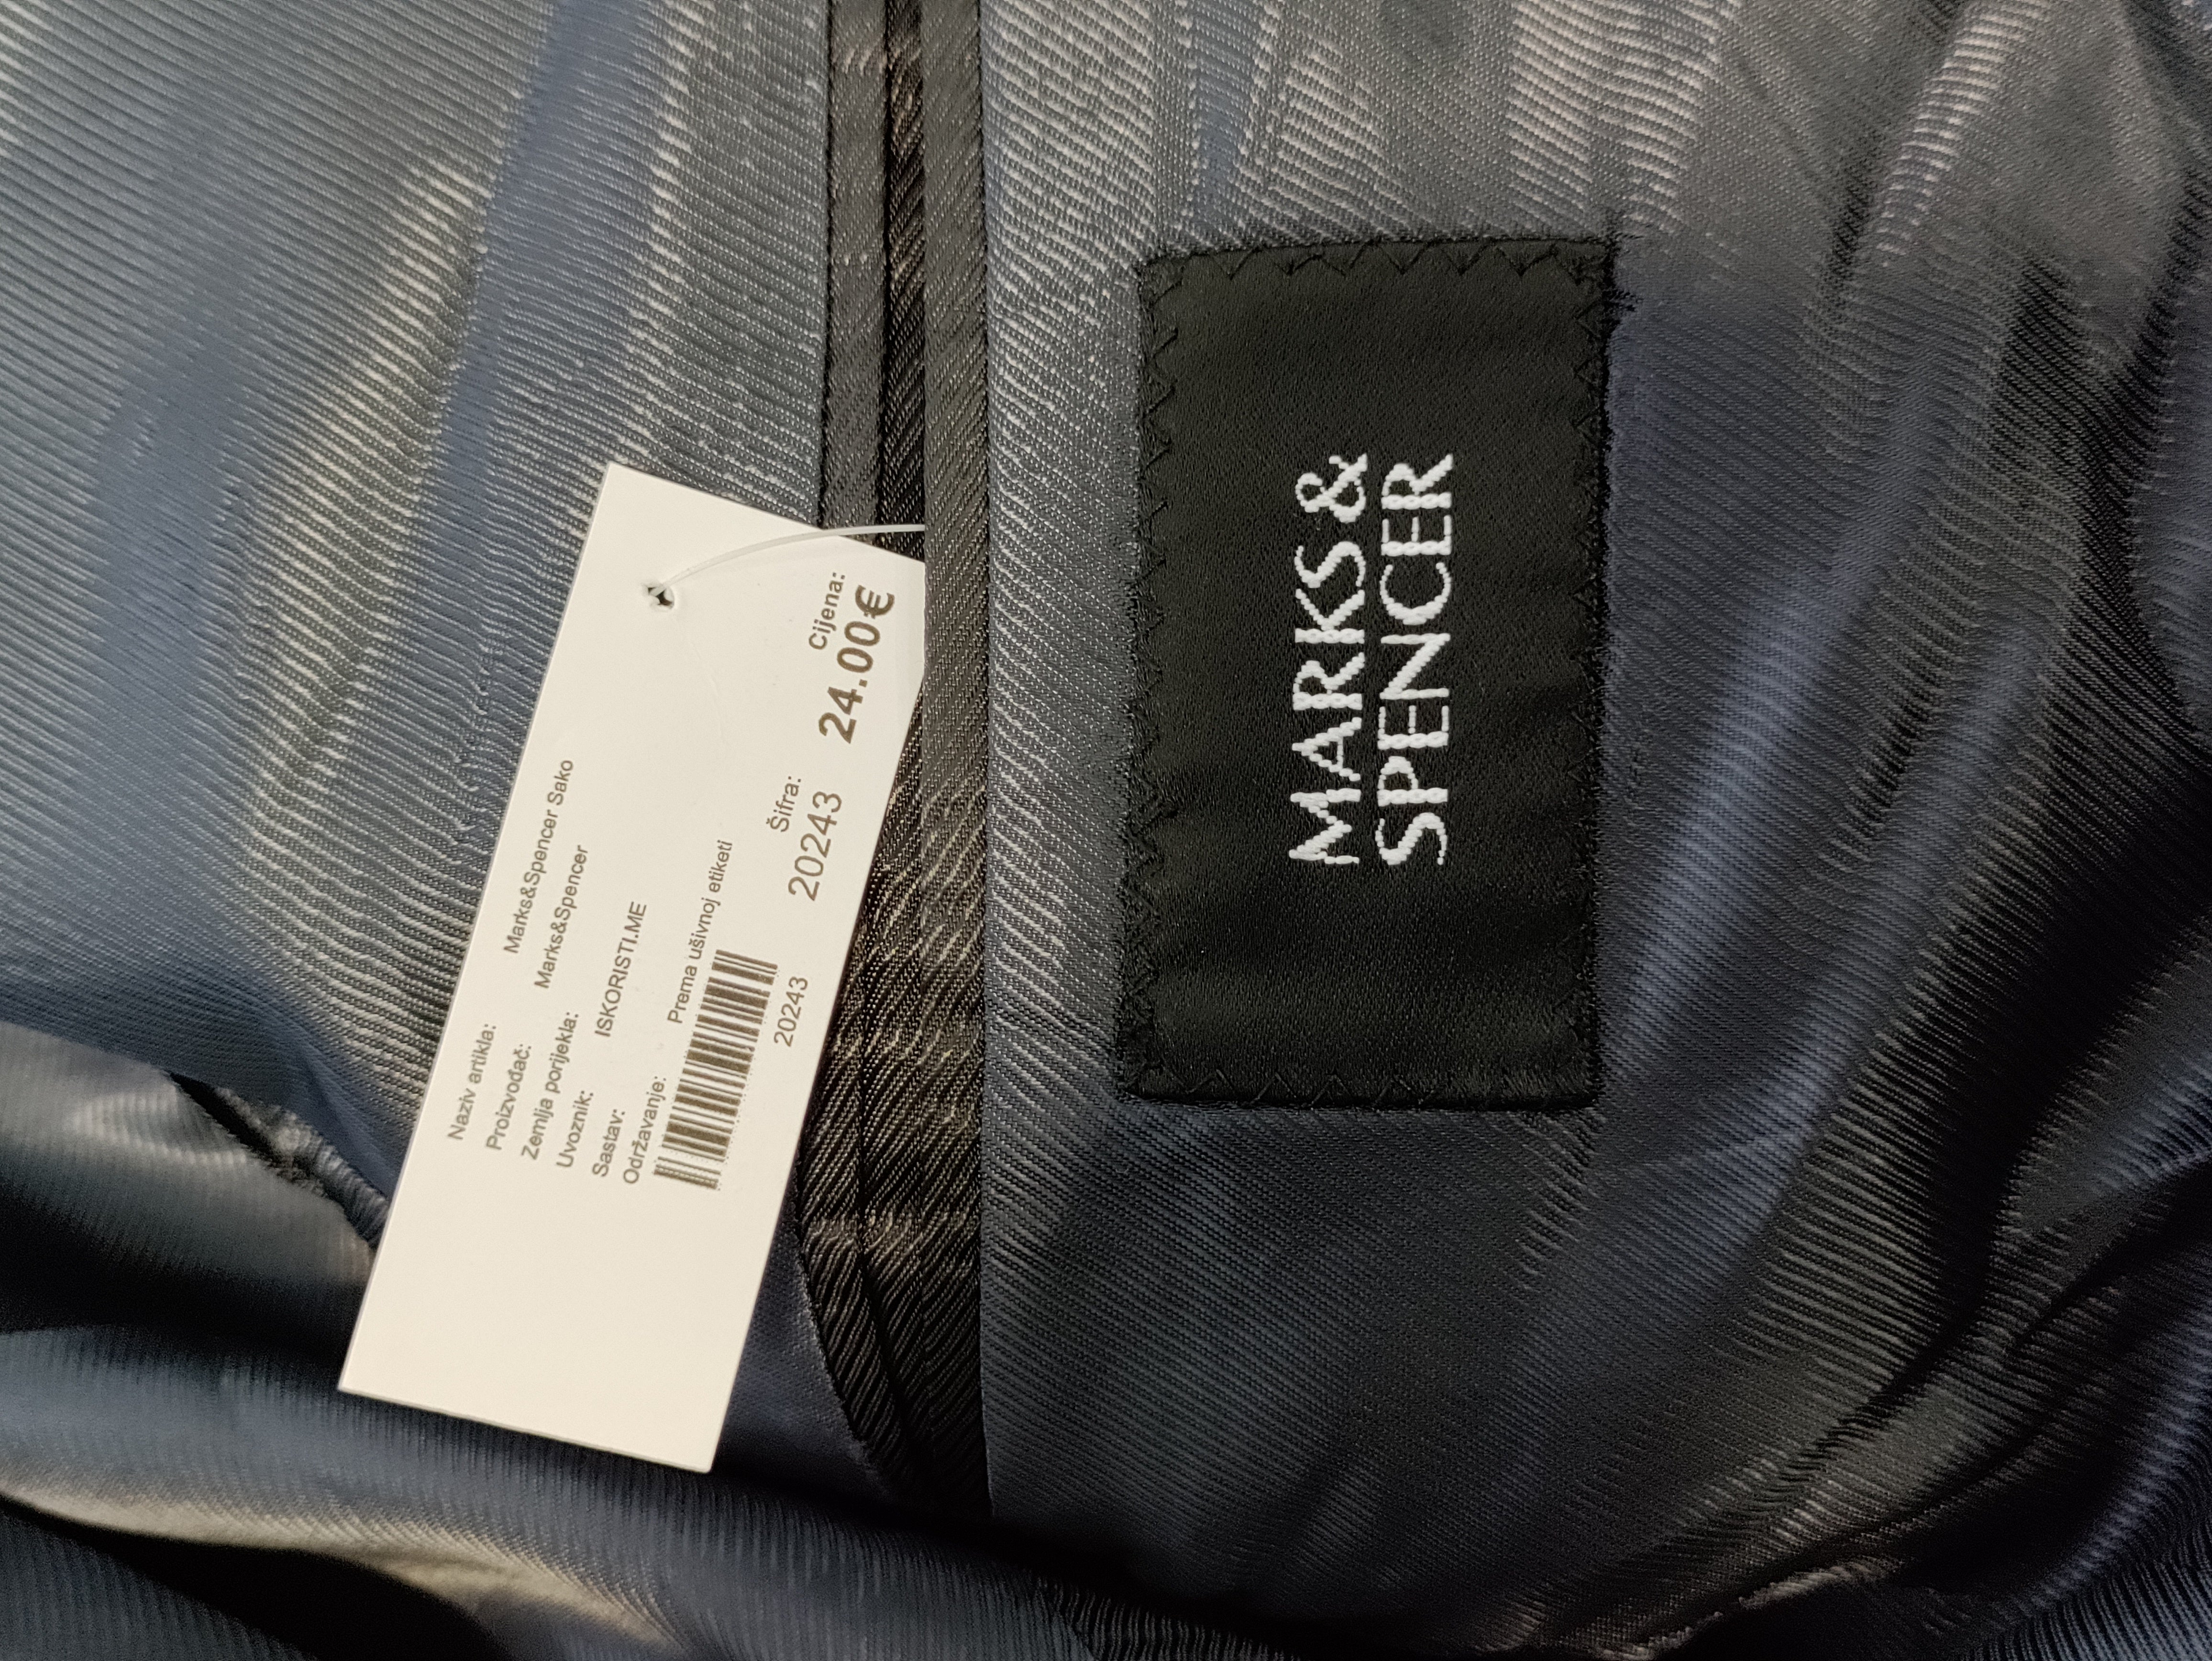 Naziv artikla: Marks&Spencer Sako
Proizvođač: Marks&Spencer
Zemlja porijekla:
Uvoznik: ISKORISTI.ME
Sastav:
Održavanje: Prema ušivnoj etiketi
20243
Šifra:
20243
Cijena:
24.00€
MARKS &
SPENCER